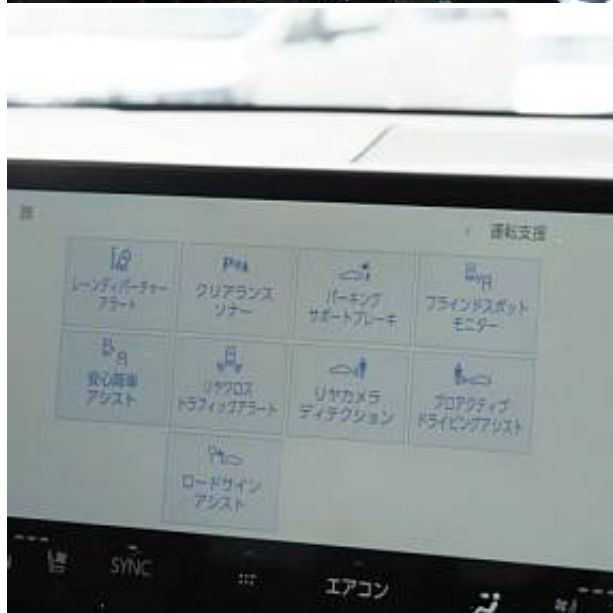 運転支援
レーンディパーチャー
アラート
クリアランス
ソナー
パーキング
サポートブレーキ
ブラインドスポット
モニター
安心降車
アシスト
リヤクロス
トラフィックアラート
リヤカメラ
ディテクション
プロアクティブ
ドライビングアシスト
ロードサイン
アシスト
SYNC
エアコン